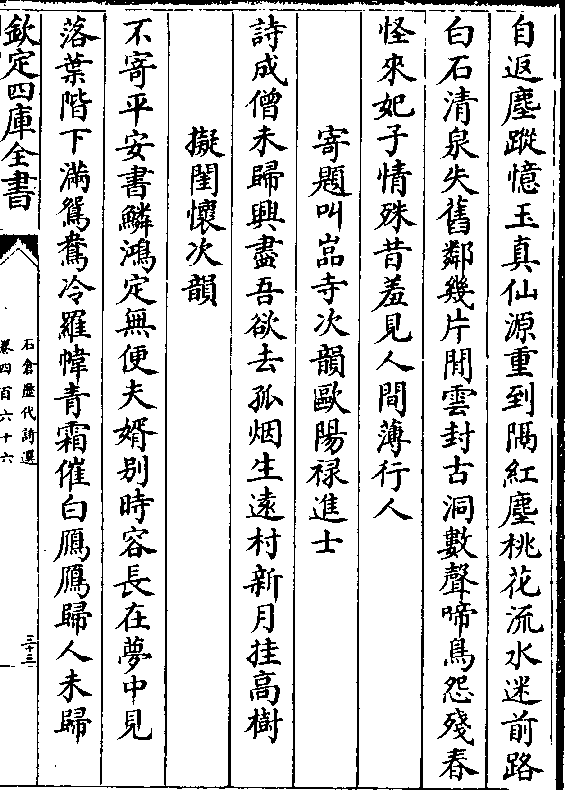 自返塵蹤憶玉真仙源重到隔紅塵桃花流水迷前路
白石清泉失舊鄰幾片閒雲封古洞數聲啼鳥怨殘春
怪來妃子情殊昔羞見人間薄行人
寄題叫嵓寺次韻歐陽祿進士
詩成僧未歸興盡吾欲去孤烟生遠村新月挂高樹
擬閨懷次韻
不寄平安書鱗鴻定無便夫婿别時容長在夢中見
落葉階下滿鴛鴦冷羅幃青霜催白鴈鴈歸人未歸
欽定四庫全書
石倉歷代詩選
卷四百六十六
三十三